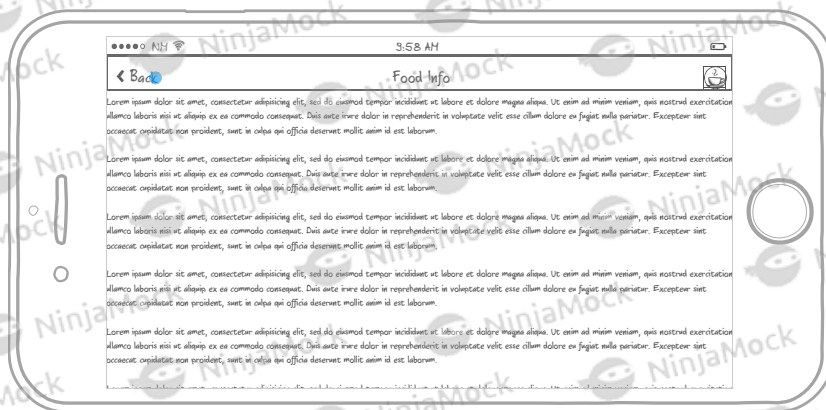 NM 9:58 AM
Back Food Info
Lorem ipsum dolor sit amet, consectetur adipisicing elit, sed do eiusmod tempor incididunt ut labore et dolore magna aliqua. Ut enim ad minim veniam, quis nostrud exercitation
ullamco laboris nisi ut aliquip ex ea commodo consequat. Duis aute irure dolor in reprehenderit in voluptate velit esse cillum dolore eu fugiat nulla pariatur. Excepteur sint
occaecat cupidatat non proident, sunt in culpa qui officia deserunt mollit anim id est laborum.
Lorem ipsum dolor sit amet, consectetur adipisicing elit, sed do eiusmod tempor incididunt ut labore et dolore magna aliqua. Ut enim ad minim veniam, quis nostrud exercitation
ullamco laboris nisi ut aliquip ex ea commodo consequat. Duis aute irure dolor in reprehenderit in voluptate velit esse cillum dolore eu fugiat nulla pariatur. Excepteur sint
occaecat cupidatat non proident, sunt in culpa qui officia deserunt mollit anim id est laborum.
Lorem ipsum dolor sit amet, consectetur adipisicing elit, sed do eiusmod tempor incididunt ut labore et dolore magna aliqua. Ut enim ad minim veniam, quis nostrud exercitation
ullamco laboris nisi ut aliquip ex ea commodo consequat. Duis aute irure dolor in reprehenderit in voluptate velit esse cillum dolore eu fugiat nulla pariatur. Excepteur sint
occaecat cupidatat non proident, sunt in culpa qui officia deserunt mollit anim id est laborum.
Lorem ipsum dolor sit amet, consectetur adipisicing elit, sed do eiusmod tempor incididunt ut labore et dolore magna aliqua. Ut enim ad minim veniam, quis nostrud exercitation
ullamco laboris nisi ut aliquip ex ea commodo consequat. Duis aute irure dolor in reprehenderit in voluptate velit esse cillum dolore eu fugiat nulla pariatur. Excepteur sint
occaecat cupidatat non proident, sunt in culpa qui officia deserunt mollit anim id est laborum.
Lorem ipsum dolor sit amet, consectetur adipisicing elit, sed do eiusmod tempor incididunt ut labore et dolore magna aliqua. Ut enim ad minim veniam, quis nostrud exercitation
ullamco laboris nisi ut aliquip ex ea commodo consequat. Duis aute irure dolor in reprehenderit in voluptate velit esse cillum dolore eu fugiat nulla pariatur. Excepteur sint
occaecat cupidatat non proident, sunt in culpa qui officia deserunt mollit anim id est laborum.
NinjaMock